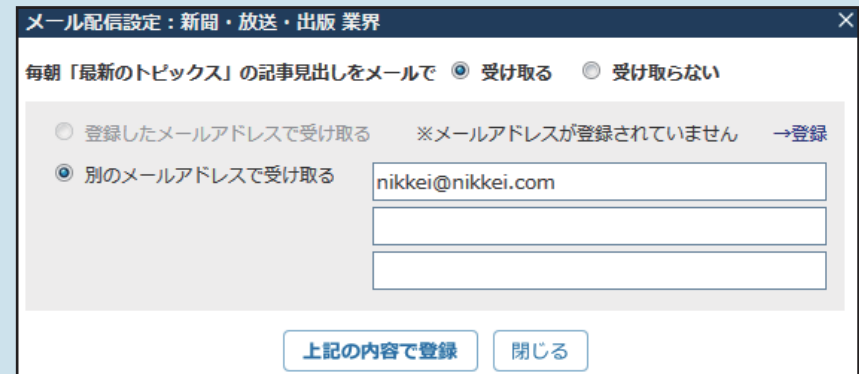 メール配信設定：新聞・放送・出版 業界 ×
毎朝「最新のトピックス」の記事見出しをメールで 受け取る 受け取らない
登録したメールアドレスで受け取る ※メールアドレスが登録されていません →登録
別のメールアドレスで受け取る nikkei@nikkei.com
上記の内容で登録 閉じる